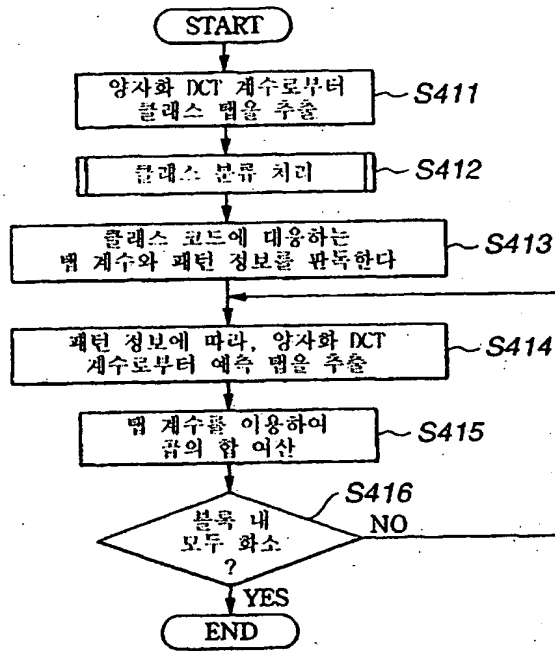 START
양자화 DCT 계수로부터
클래스 탭을 추출
S411
클래스 분류 처리
S412
클래스 코드에 대응하는
탭 계수와 패턴 정보를 판독한다
S413
패턴 정보에 따라, 양자화 DCT
계수로부터 예측 탭을 추출
S414
탭 계수를 이용하여
곱의 합 여산
S415
S416
블록 내
모두 화소
?
NO
YES
END